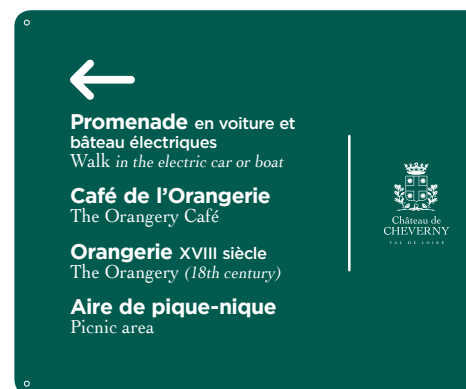 Promenade en voiture et
bâteau électriques
Walk in the electric car or boat
Café de l'Orangerie
The Orangery Café
Orangerie XVIII siècle
The Orangery (18th century)
Aire de pique-nique
Picnic area
Château de
CHEVERNY
VAL DE LOIRE